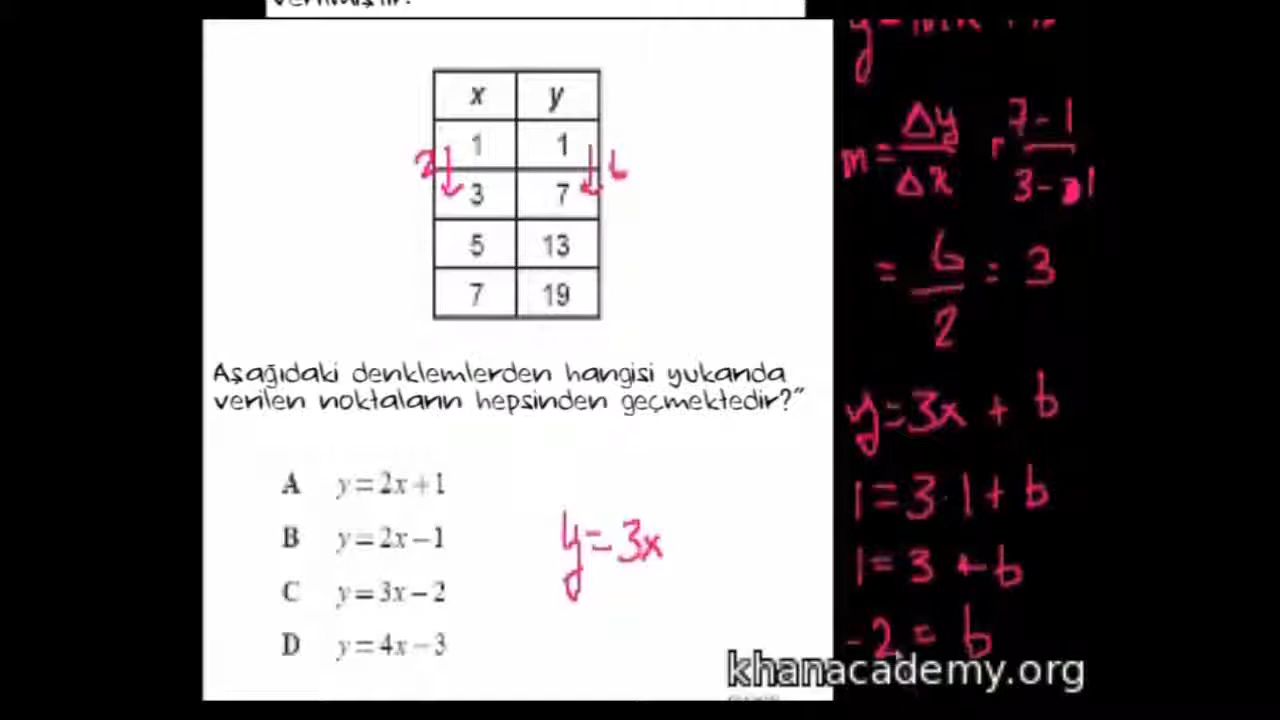 x y
1 1
3 7
5 13
7 19
2
6
Aşağıdaki denklemlerden hangisi yukarıda
verilen noktaların hepsinden geçmektedir?"
A y=2x+1
B y=2x-1
C y=3x-2
D y=4x-3
y=3x
m = Δy/Δx = 7-1/3-1
= 6/2 = 3
y=3x + b
1=3·1+b
1=3+b
-2=b
khanacademy.org